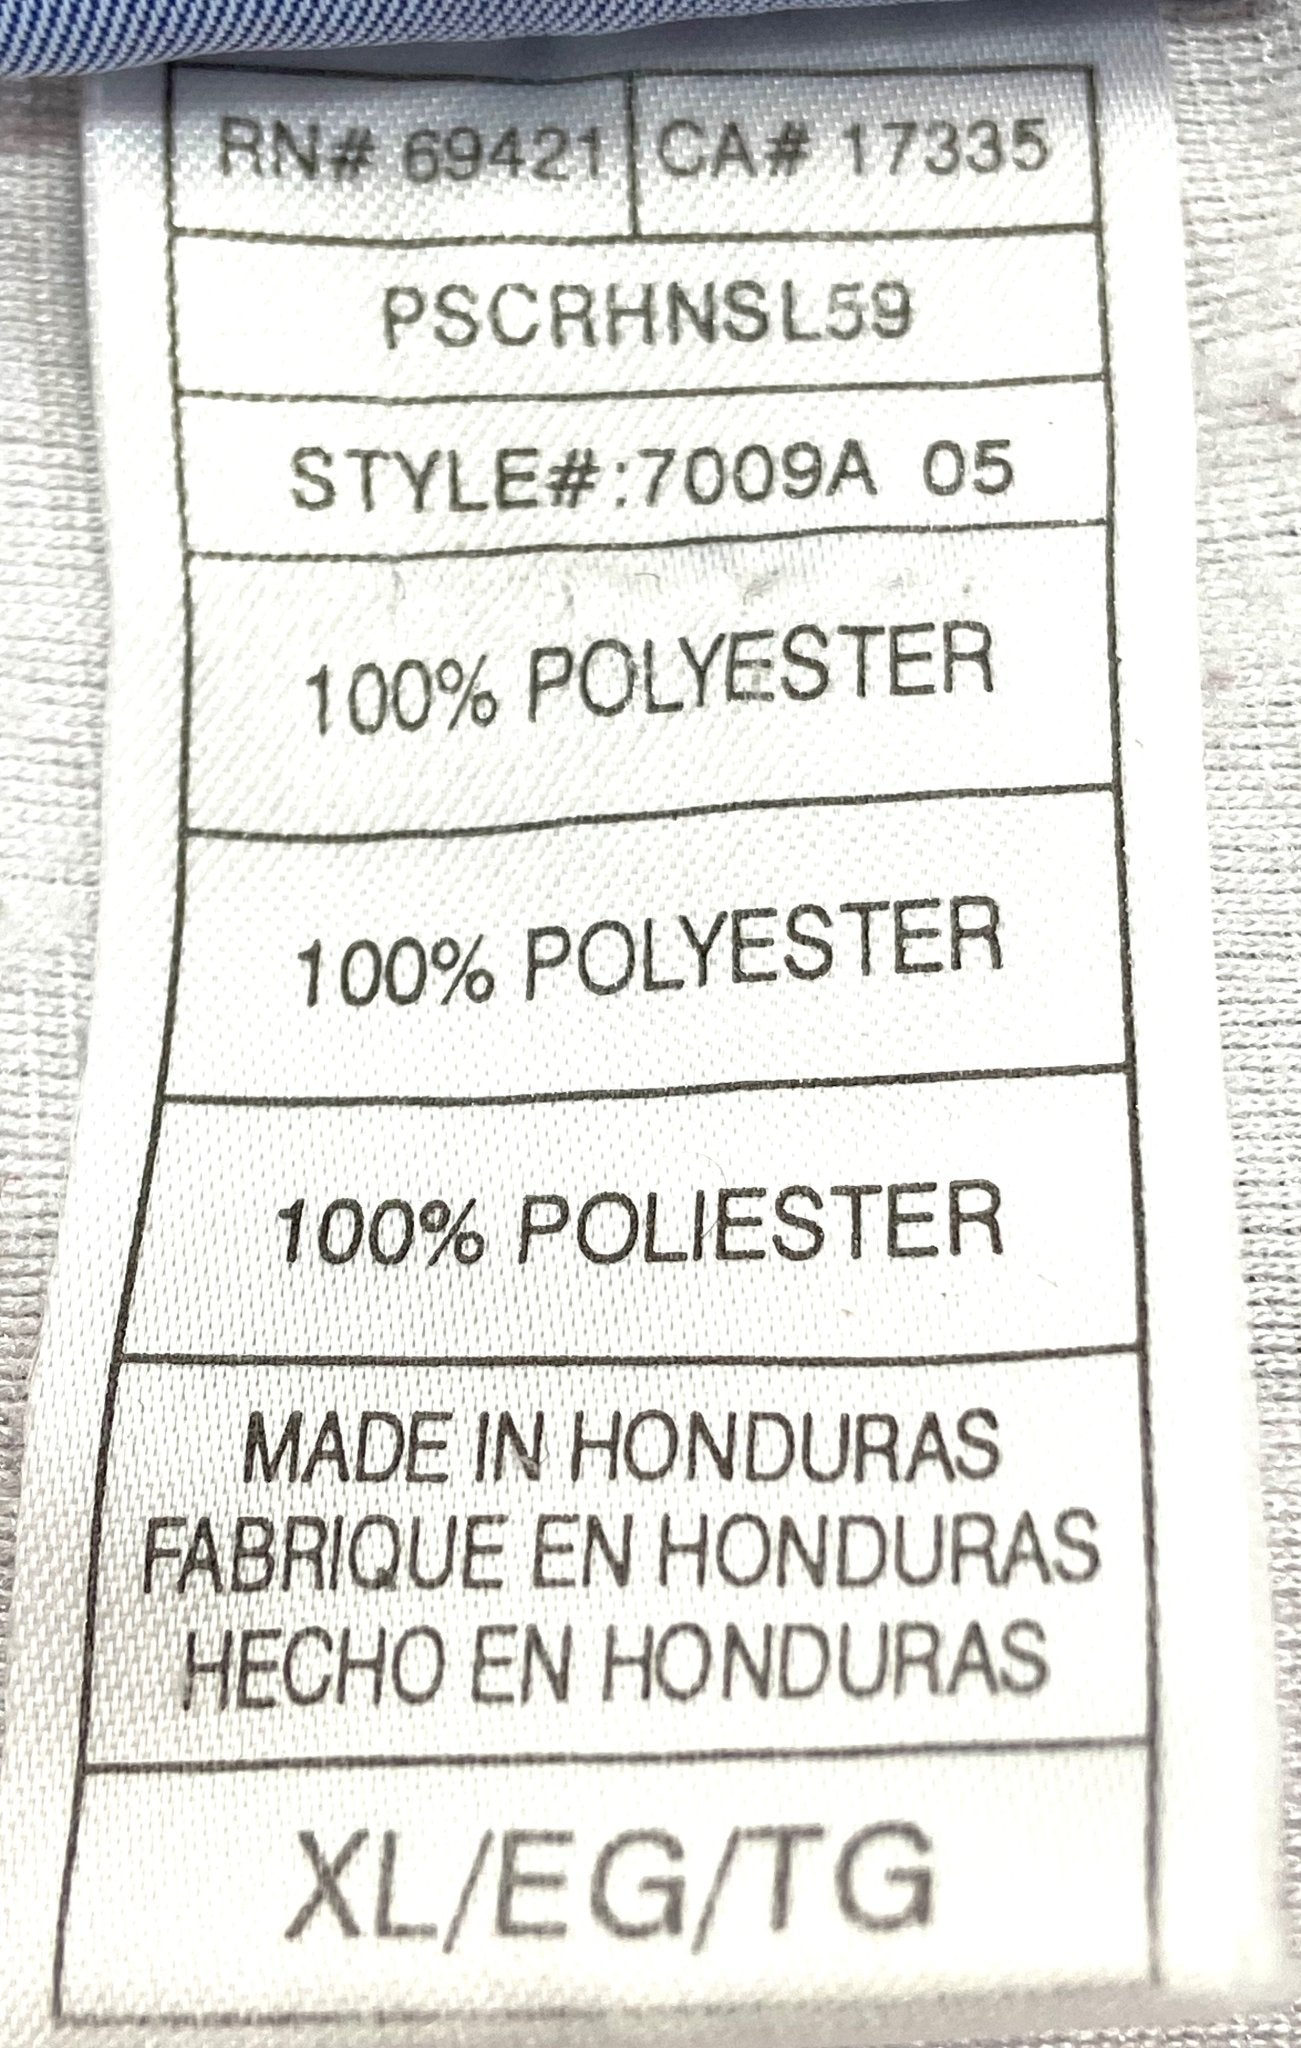 RN# 69421 CA# 17335
PSCRHNSL59
STYLE#:7009A 05
100% POLYESTER
100% POLYESTER
100% POLIESTER
MADE IN HONDURAS
FABRIQUE EN HONDURAS
HECHO EN HONDURAS
XL/EG/TG